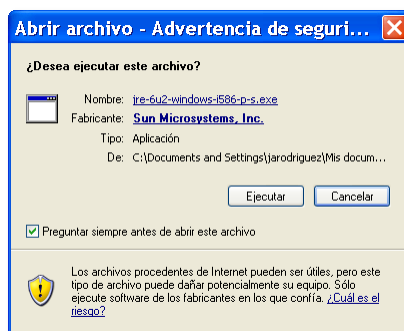 Abrir archivo - Advertencia de seguri...
¿Desea ejecutar este archivo?
Nombre: jre-6u2-windows-i586-p-s.exe
Fabricante: Sun Microsystems, Inc.
Tipo: Aplicación
De: C:\Documents and Settings\jarodriguez\Mis docum...
Ejecutar Cancelar
Preguntar siempre antes de abrir este archivo
Los archivos procedentes de Internet pueden ser útiles, pero este
tipo de archivo puede dañar potencialmente su equipo. Sólo
ejecute software de los fabricantes en los que confía. ¿Cuál es el
riesgo?